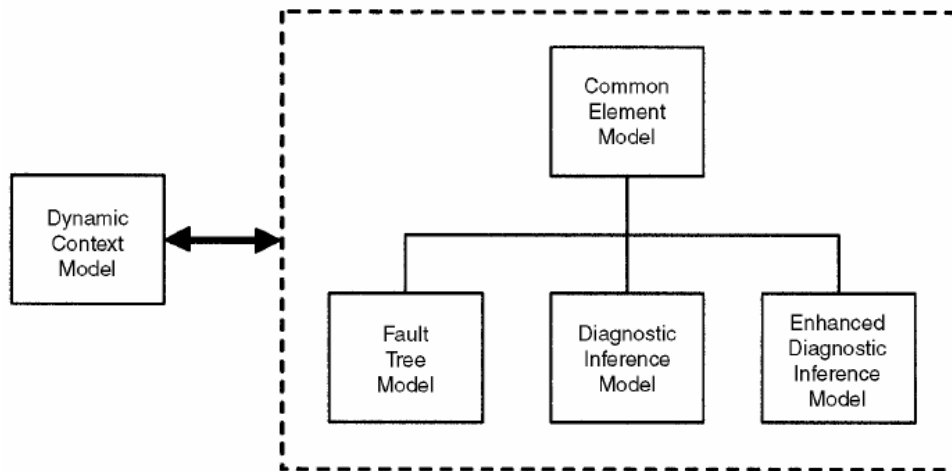 Common
Element
Model
Dynamic
Context
Model
Fault
Tree
Model
Diagnostic
Inference
Model
Enhanced
Diagnostic
Inference
Model